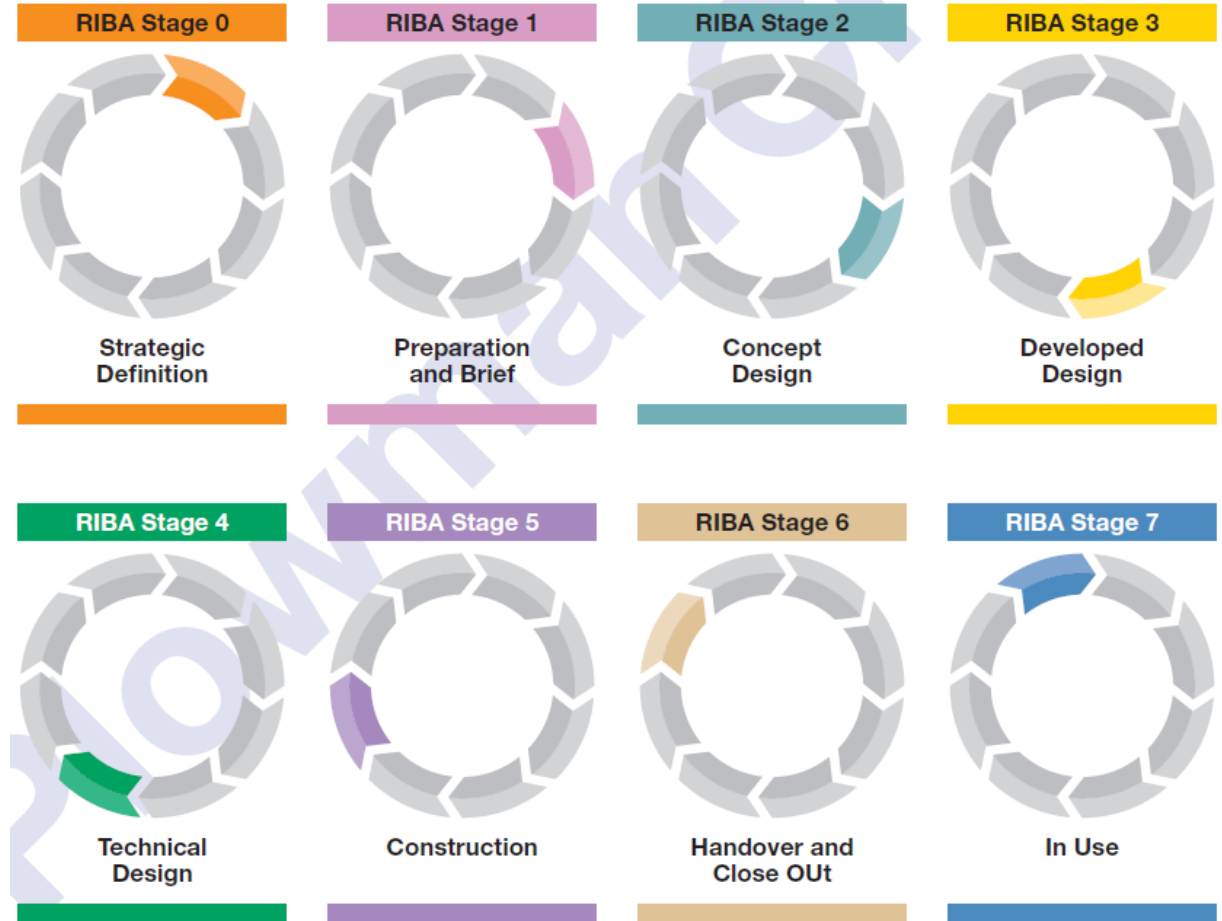 RIBA Stage 0
RIBA Stage 1
RIBA Stage 2
RIBA Stage 3
Strategic
Definition
Preparation
and Brief
Concept
Design
Developed
Design
RIBA Stage 4
RIBA Stage 5
RIBA Stage 6
RIBA Stage 7
Technical
Design
Construction
Handover and
Close OUt
In Use
Plowman Cr